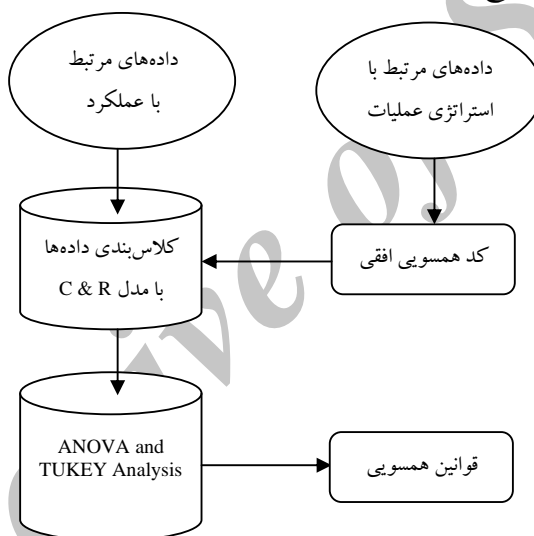 داده‌های مرتبط با
استراتژی عملیات
داده‌های مرتبط
با عملکرد
کد همسویی افقی
کلاس‌بندی داده‌ها
با مدل C & R
ANOVA and
TUKEY Analysis
قوانین همسویی